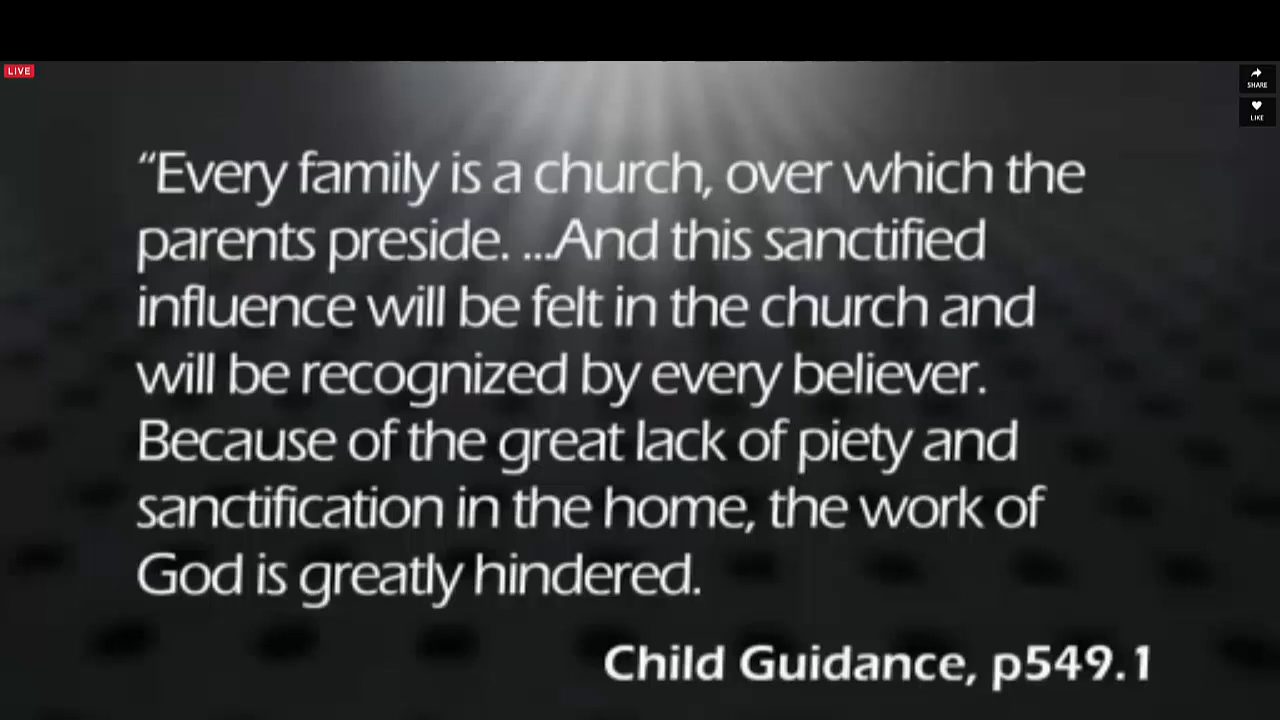 LIVE
SHARE
LIKE
“Every family is a church, over which the
parents preside. ...And this sanctified
influence will be felt in the church and
will be recognized by every believer.
Because of the great lack of piety and
sanctification in the home, the work of
God is greatly hindered.
Child Guidance, p549.1